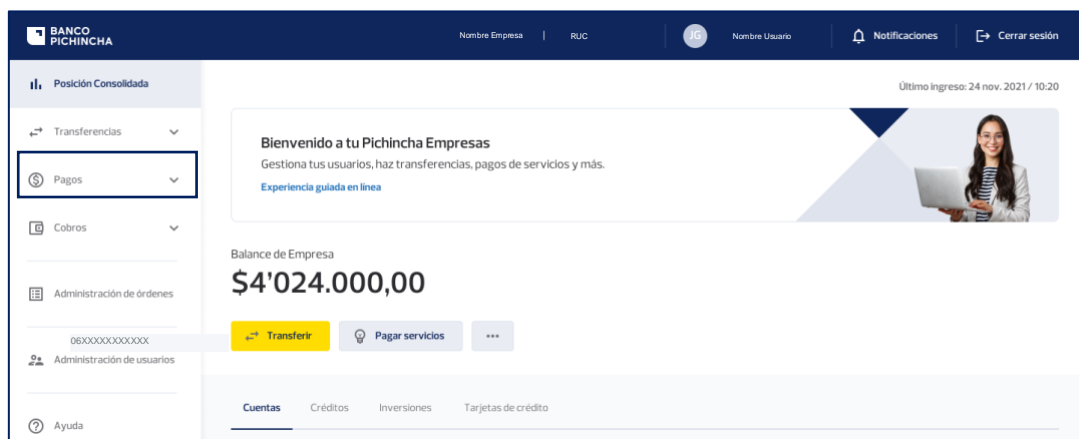 BANCO
PICHINCHA
Nombre Empresa | RUC
JG
Nombre Usuario
Notificaciones
Cerrar sesión
Posición Consolidada
Último ingreso: 24 nov. 2021 / 10:20
Transferencias
Pagos
Cobros
Administración de órdenes
06XXXXXXXXXXX
Administración de usuarios
Ayuda
Bienvenido a tu Pichincha Empresas
Gestiona tus usuarios, haz transferencias, pagos de servicios y más.
Experiencia guiada en línea
Balance de Empresa
$4’024.000,00
Transferir
Pagar servicios
...
Cuentas
Créditos
Inversiones
Tarjetas de crédito